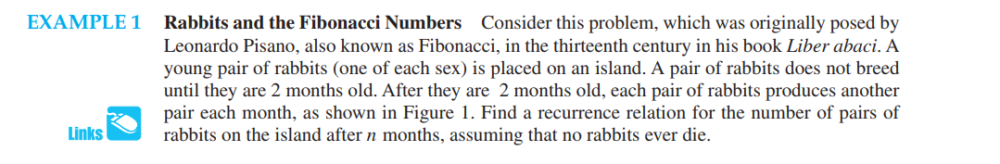 EXAMPLE 1 Rabbits and the Fibonacci Numbers Consider this problem, which was originally posed by
Leonardo Pisano, also known as Fibonacci, in the thirteenth century in his book Liber abaci. A
young pair of rabbits (one of each sex) is placed on an island. A pair of rabbits does not breed
until they are 2 months old. After they are 2 months old, each pair of rabbits produces another
pair each month, as shown in Figure 1. Find a recurrence relation for the number of pairs of
Links rabbits on the island after n months, assuming that no rabbits ever die.